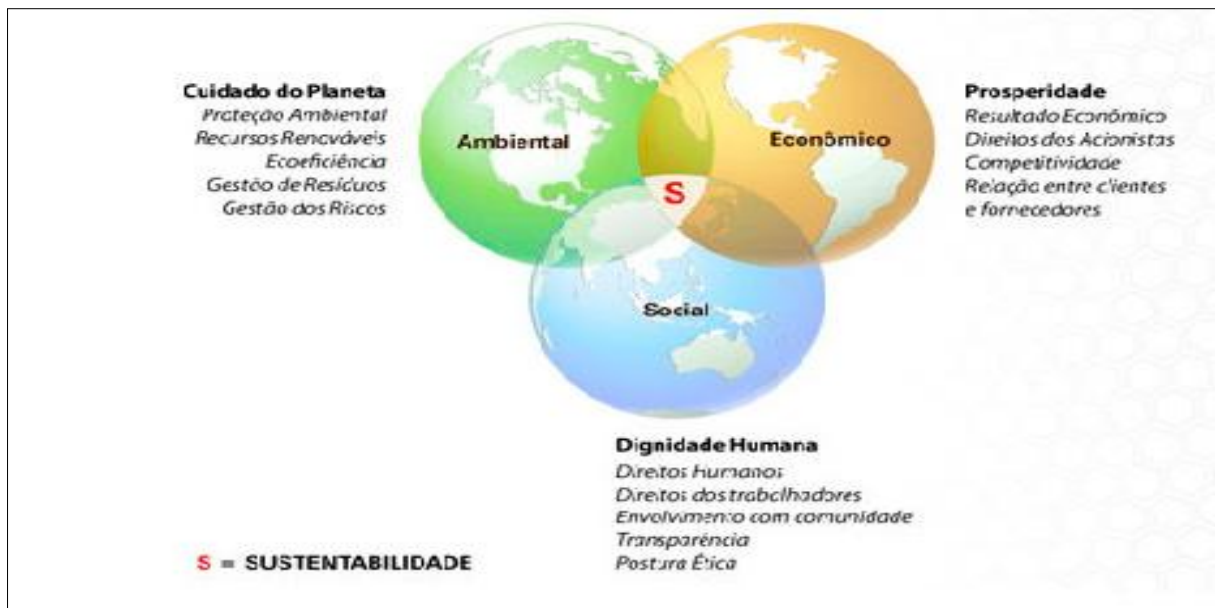 Cuidado do Planeta
Proteção Ambiental
Recursos Renováveis
Ecoeficiência
Gestão de Resíduos
Gestão dos Riscos
Ambiental
Econômico
S
Social
Prosperidade
Resultado Econômico
Direitos dos Acionistas
Competitividade
Relação entre clientes
e fornecedores
Dignidade Humana
Direitos Humanos
Direitos dos trabalhadores
Envolvimento com comunidade
Transparência
Postura Ética
S = SUSTENTABILIDADE